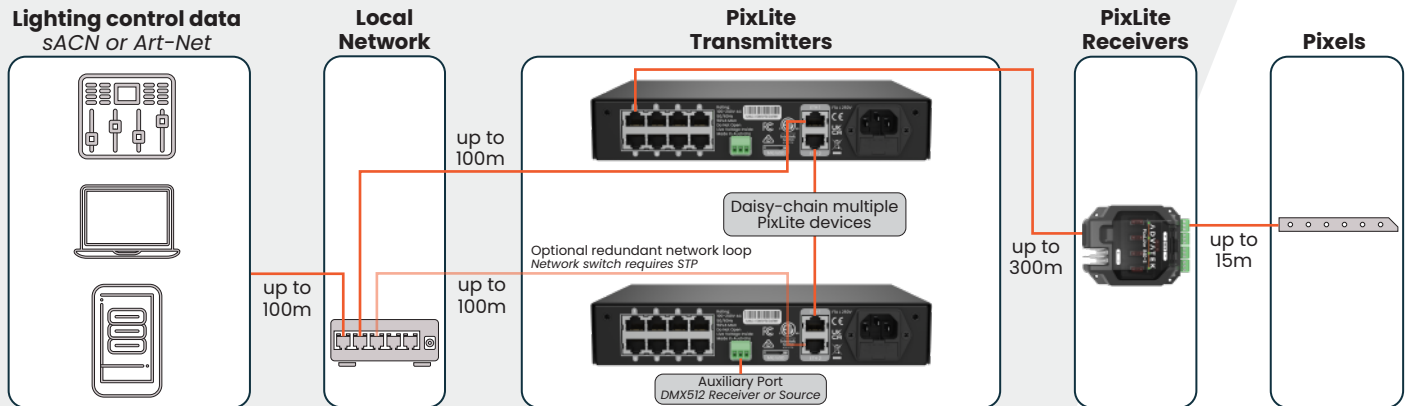 Lighting control data
sACN or Art-Net
Local
Network
PixLite
Transmitters
PixLite
Receivers
Pixels
up to
100m
up to
100m
up to
100m
Daisy-chain multiple
PixLite devices
Optional redundant network loop
Network switch requires STP
Auxiliary Port
DMX512 Receiver or Source
up to
300m
ADVATEK
up to
15m